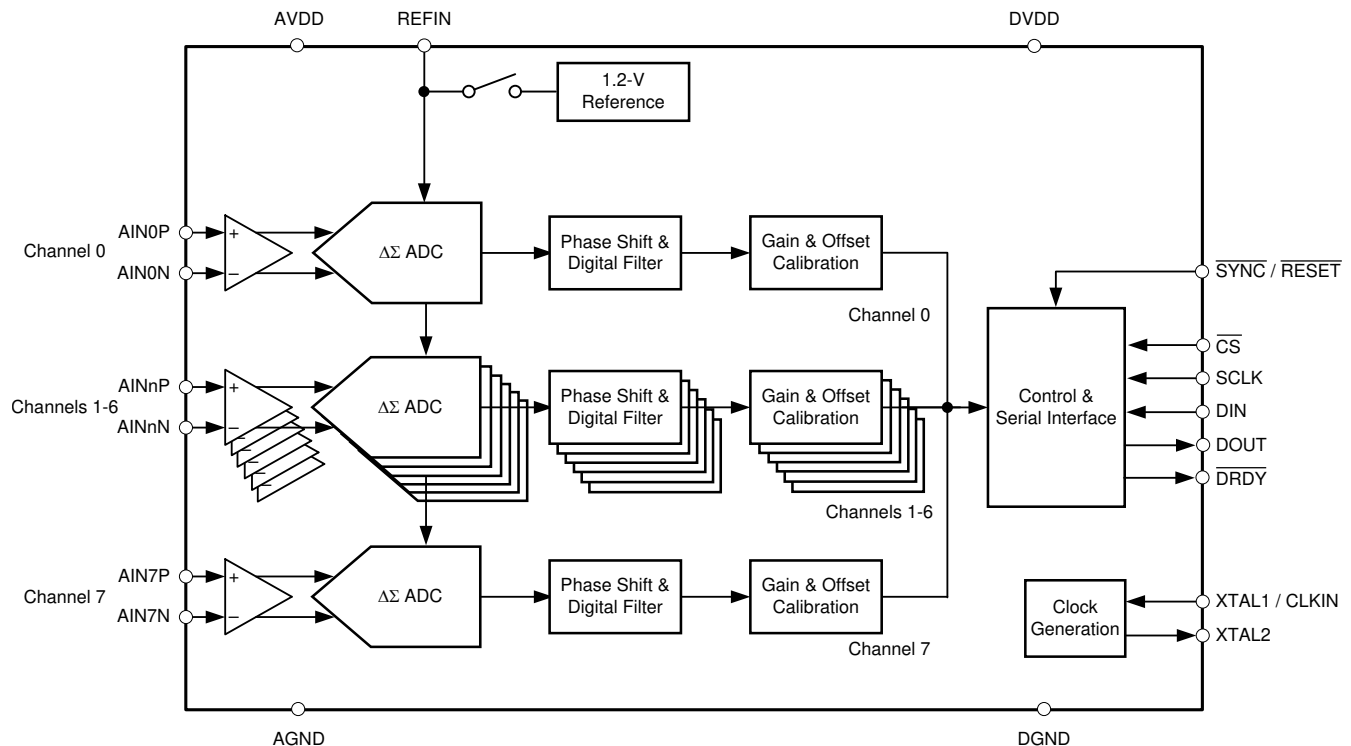 AVDD
REFIN
DVDD
1.2-V
Reference
Channel 0
AIN0P
AIN0N
+
−
ΔΣ ADC
Phase Shift &
Digital Filter
Gain & Offset
Calibration
Channel 0
SYNC / RESET
Channels 1-6
AINnP
AINnN
+
−
−
−
−
−
−
ΔΣ ADC
Phase Shift &
Digital Filter
Gain & Offset
Calibration
Channels 1-6
Control &
Serial Interface
CS
SCLK
DIN
DOUT
DRDY
Channel 7
AIN7P
AIN7N
+
−
ΔΣ ADC
Phase Shift &
Digital Filter
Gain & Offset
Calibration
Channel 7
Clock
Generation
XTAL1 / CLKIN
XTAL2
AGND
DGND